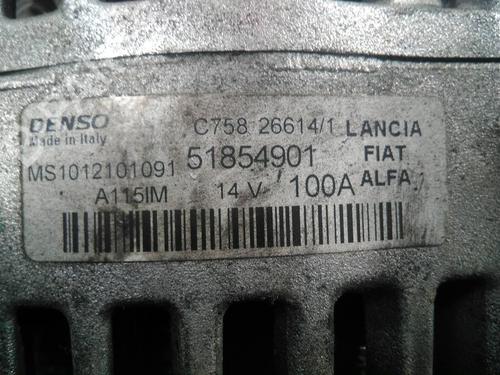 DENSO C758 26614/1 LANCIA
Made in Italy 51854901 FIAT
MS1012101091 ALFA
A115IM 14 V 100A